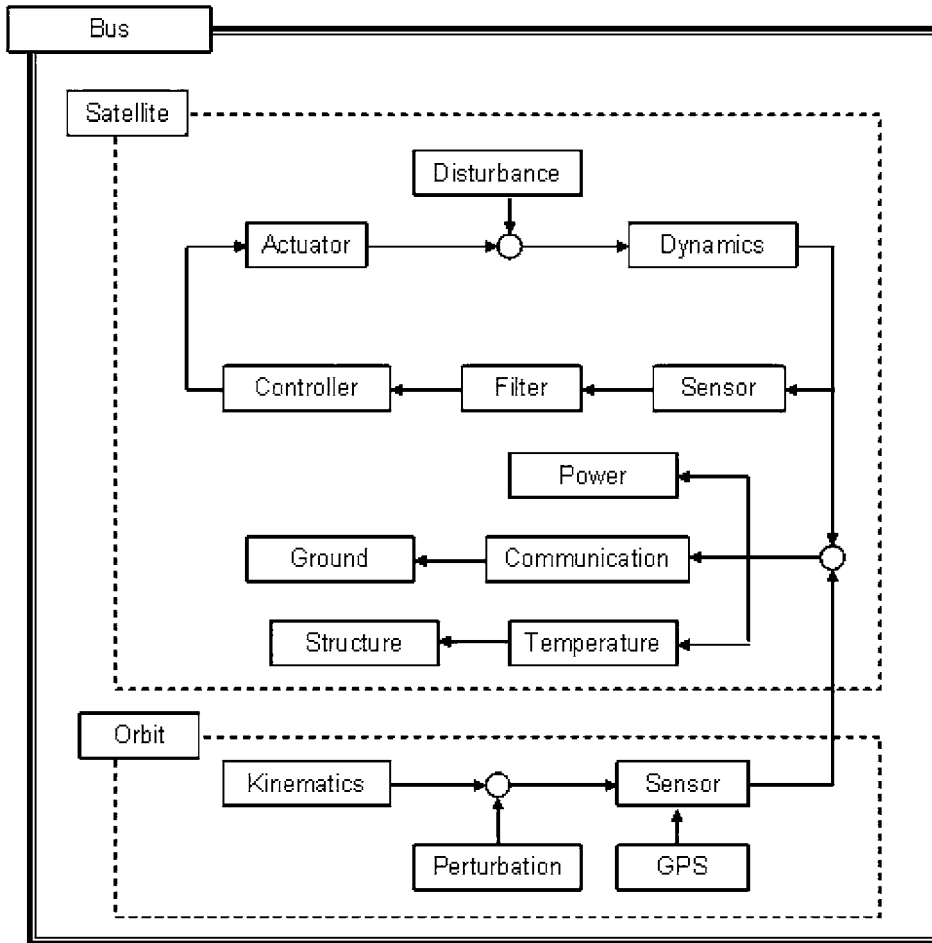 Bus
Satellite
Disturbance
Actuator
Dynamics
Controller
Filter
Sensor
Power
Ground
Communication
Structure
Temperature
Orbit
Kinematics
Sensor
Perturbation
GPS